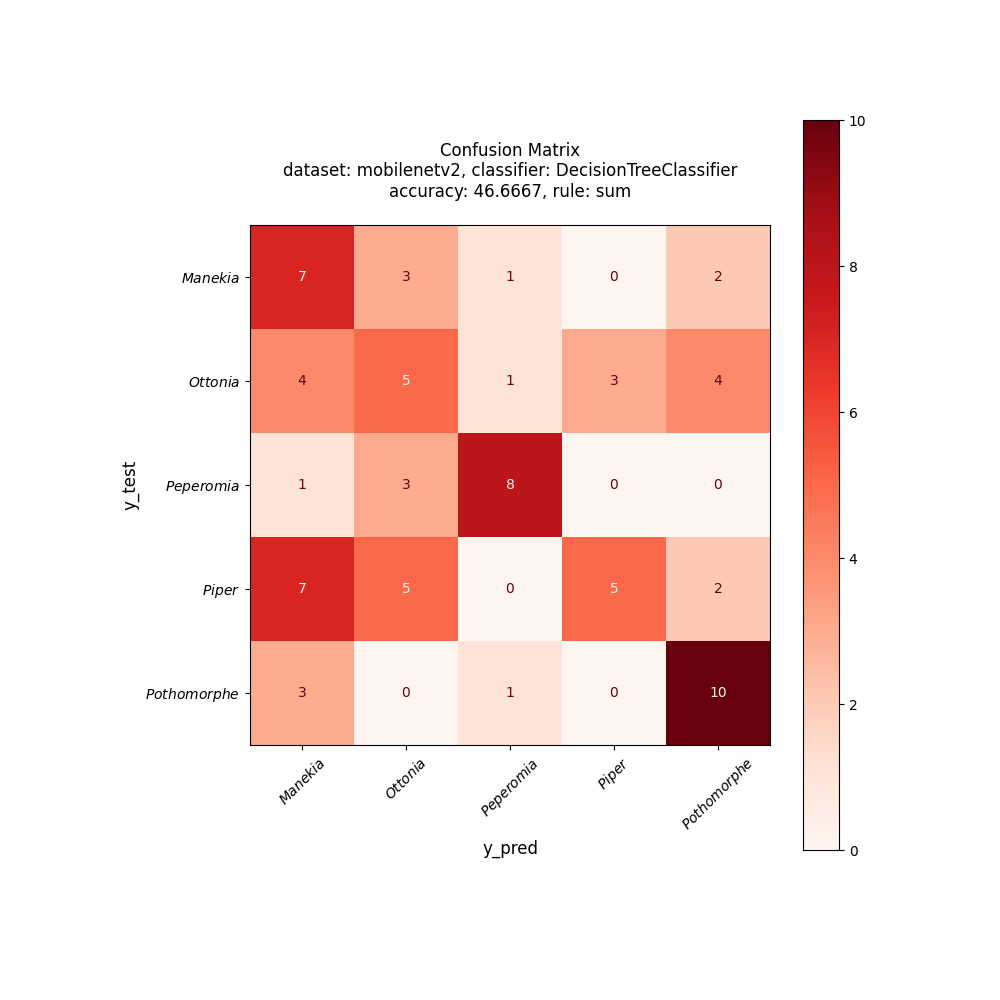 Confusion Matrix
dataset: mobilenetv2, classifier: DecisionTreeClassifier
accuracy: 46.6667, rule: sum
10
8
6
4
2
0
y_test
Manekia 7 3 1 0 2
Ottonia 4 5 1 3 4
Peperomia 1 3 8 0 0
Piper 7 5 0 5 2
Pothomorphe 3 0 1 0 10
Manekia Ottonia Peperomia Piper Pothomorphe
y_pred